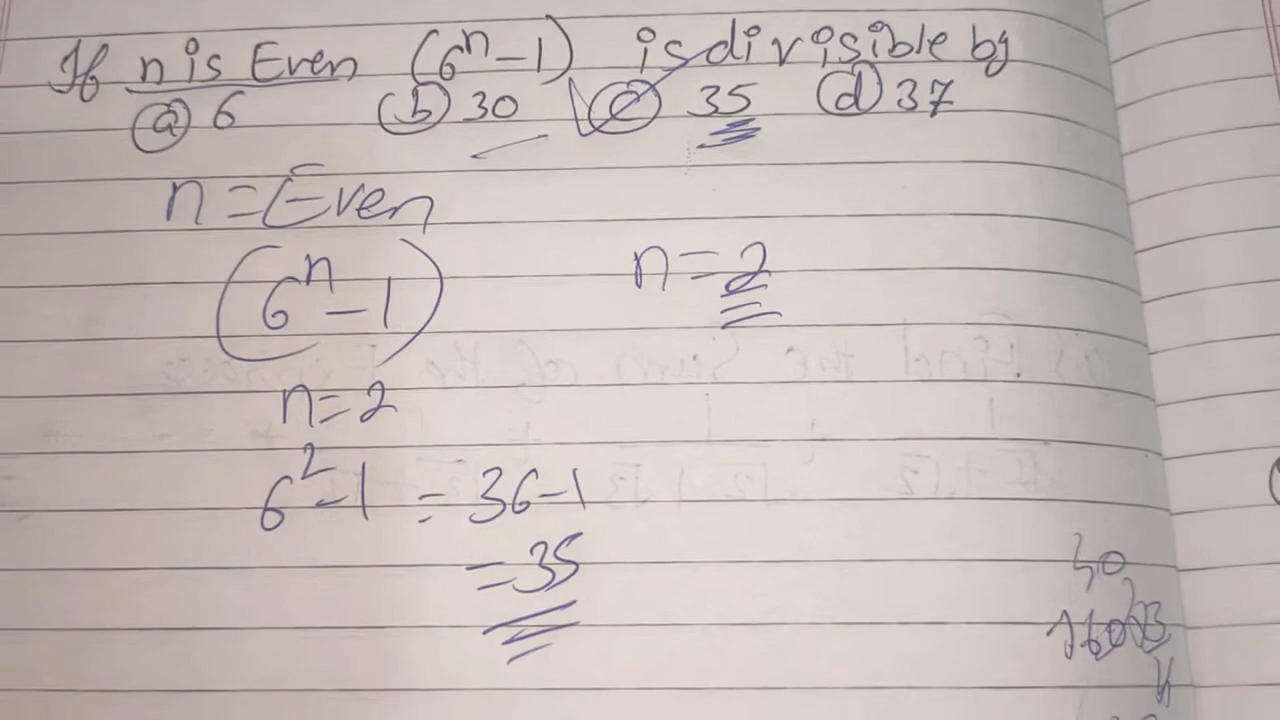 If n is Even (6ⁿ-1) is divisible by
(a) 6 (b) 30 (c) 35 (d) 37
n = Even
(6ⁿ-1) n = 2
n = 2
6²-1 = 36-1
= 35